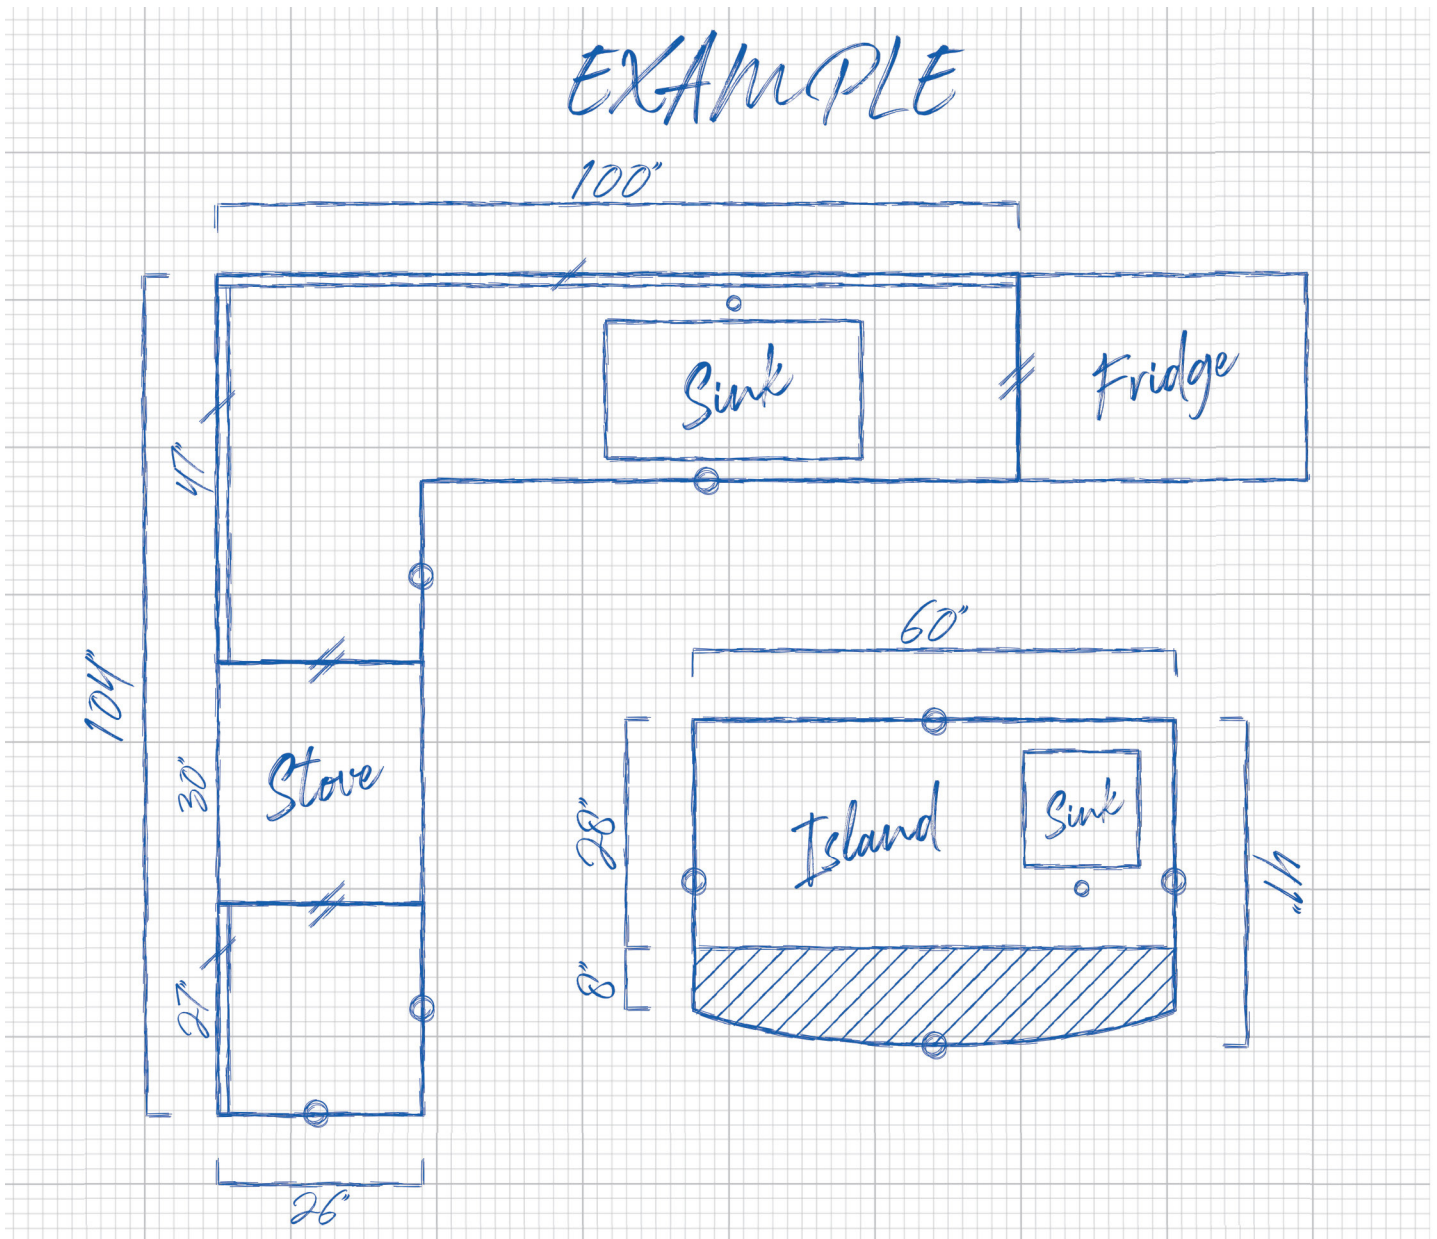 EXAMPLE
100"
Sink
Fridge
47"
104"
60"
Stove
30"
28"
Island
Sink
41"
8"
27"
26"